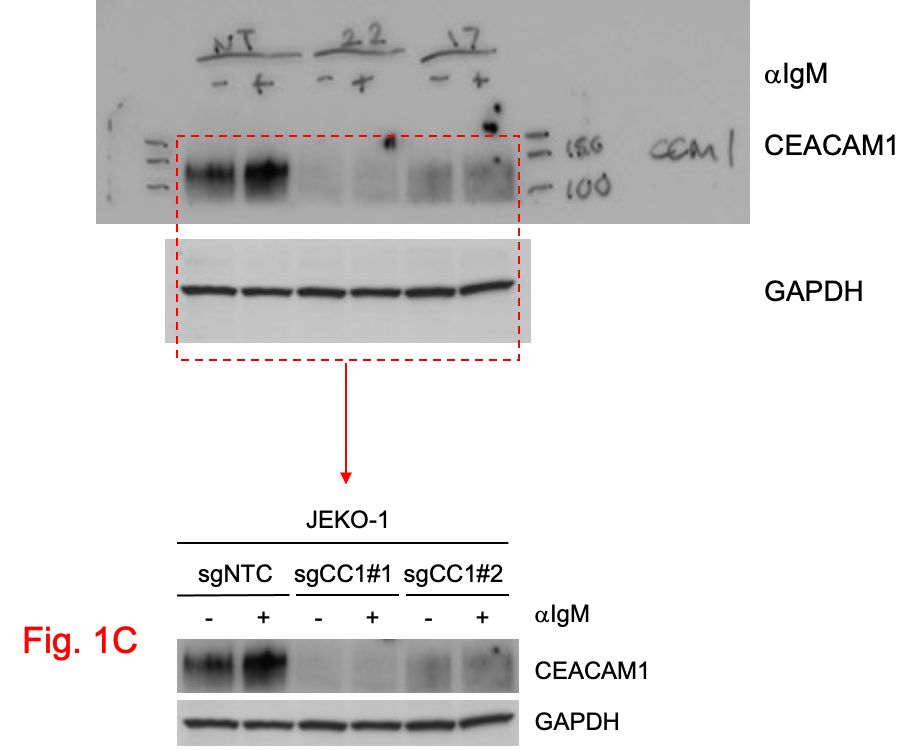 NT 22 17
- + - + - + αIgM
CEACAM1
150 CCM1
100
GAPDH
JEKO-1
sgNTC sgCC1#1 sgCC1#2
- + - + - + αIgM
Fig. 1C
CEACAM1
GAPDH